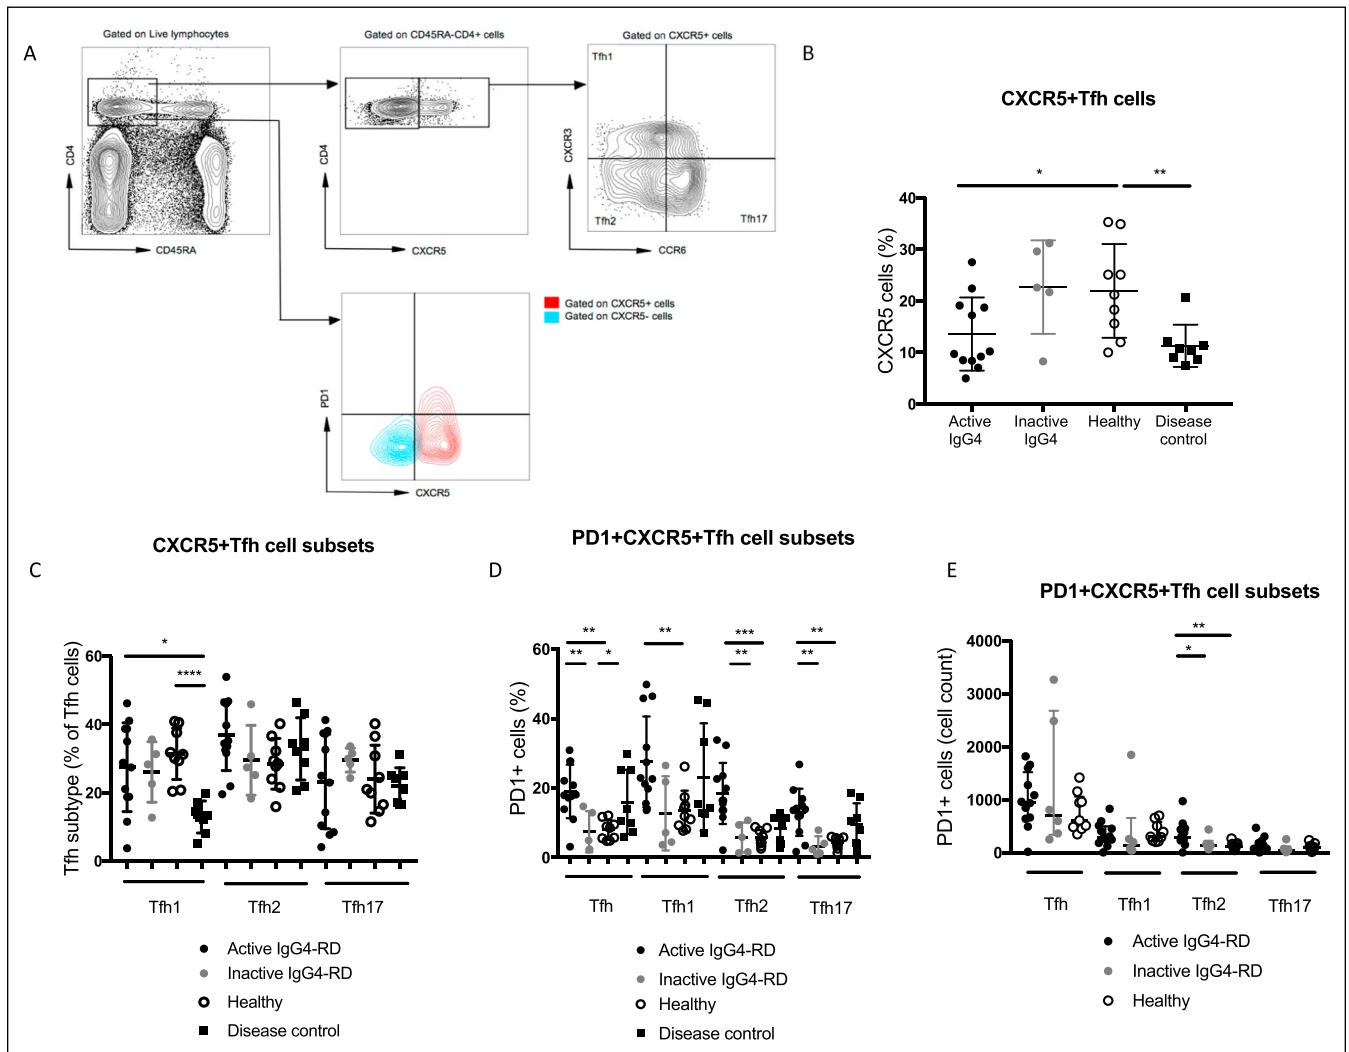 A
Gated on Live lymphocytes
CD4
CD45RA
Gated on CD45RA-CD4+ cells
CD4
CXCR5
Gated on CXCR5+ cells
Tfh1
CXCR3
Tfh2
Tfh17
CCR6
Gated on CXCR5+ cells
Gated on CXCR5- cells
PD1
CXCR5
B
CXCR5+Tfh cells
* **
CXCR5 cells (%)
40
30
20
10
0
Active IgG4
Inactive IgG4
Healthy
Disease control
C
CXCR5+Tfh cell subsets
*
****
Tfh subtype (% of Tfh cells)
60
40
20
0
Tfh1 Tfh2 Tfh17
Active IgG4-RD
Inactive IgG4-RD
Healthy
Disease control
D
PD1+CXCR5+Tfh cell subsets
** ** *** **
** * ** **
PD1+ cells (%)
60
40
20
0
Tfh Tfh1 Tfh2 Tfh17
Active IgG4-RD
Inactive IgG4-RD
Healthy
Disease control
E
PD1+CXCR5+Tfh cell subsets
**
*
PD1+ cells (cell count)
4000
3000
2000
1000
0
Tfh Tfh1 Tfh2 Tfh17
Active IgG4-RD
Inactive IgG4-RD
Healthy